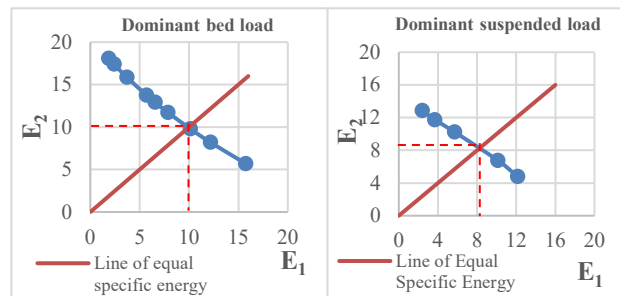 Dominant bed load
20
15
10
5
0
E2
0 5 10 15 20
Line of equal
specific energy
E1
Dominant suspended load
20
16
12
8
4
0
E2
0 4 8 12 16 20
Line of Equal
Specific Energy
E1